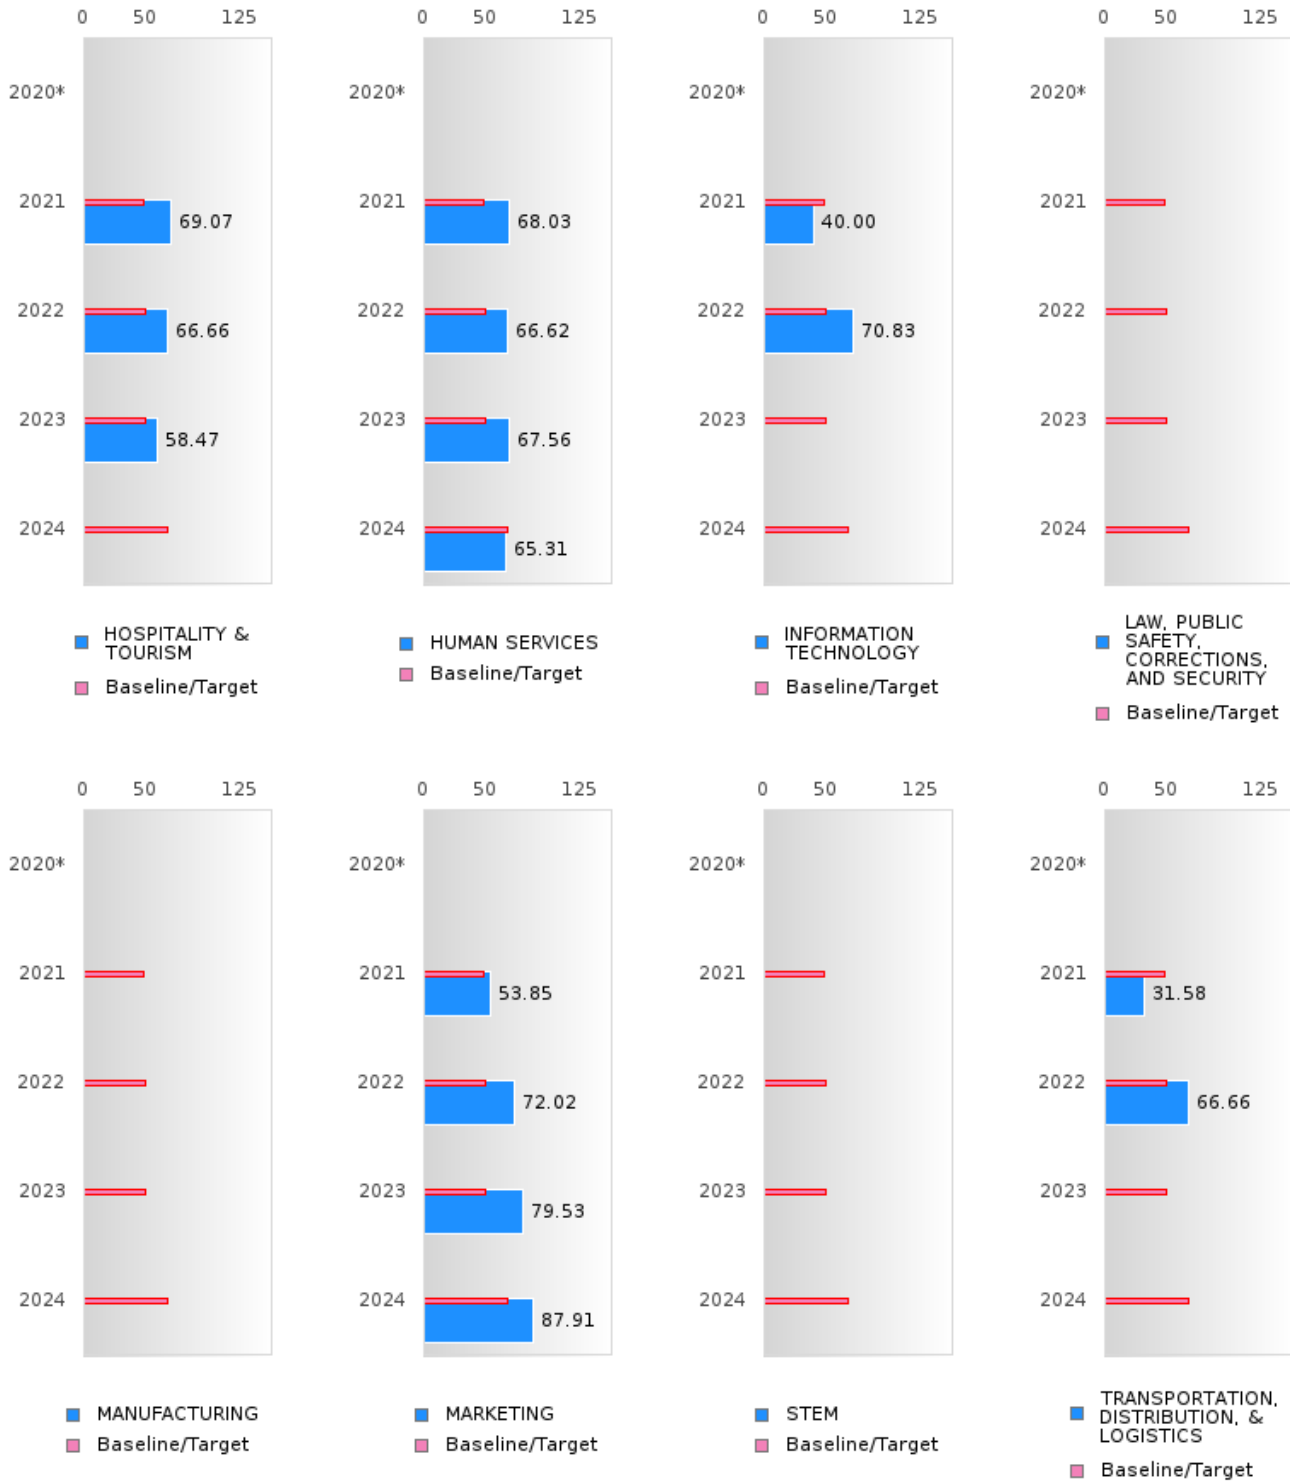 0 50 125
2020*
2021 69.07
2022 66.66
2023 58.47
2024
HOSPITALITY &
TOURISM
Baseline/Target
0 50 125
2020*
2021 68.03
2022 66.62
2023 67.56
2024 65.31
HUMAN SERVICES
Baseline/Target
0 50 125
2020*
2021 40.00
2022 70.83
2023
2024
INFORMATION
TECHNOLOGY
Baseline/Target
0 50 125
2020*
2021
2022
2023
2024
LAW, PUBLIC
SAFETY,
CORRECTIONS,
AND SECURITY
Baseline/Target
0 50 125
2020*
2021
2022
2023
2024
MANUFACTURING
Baseline/Target
0 50 125
2020*
2021 53.85
2022 72.02
2023 79.53
2024 87.91
MARKETING
Baseline/Target
0 50 125
2020*
2021
2022
2023
2024
STEM
Baseline/Target
0 50 125
2020*
2021 31.58
2022 66.66
2023
2024
TRANSPORTATION,
DISTRIBUTION, &
LOGISTICS
Baseline/Target